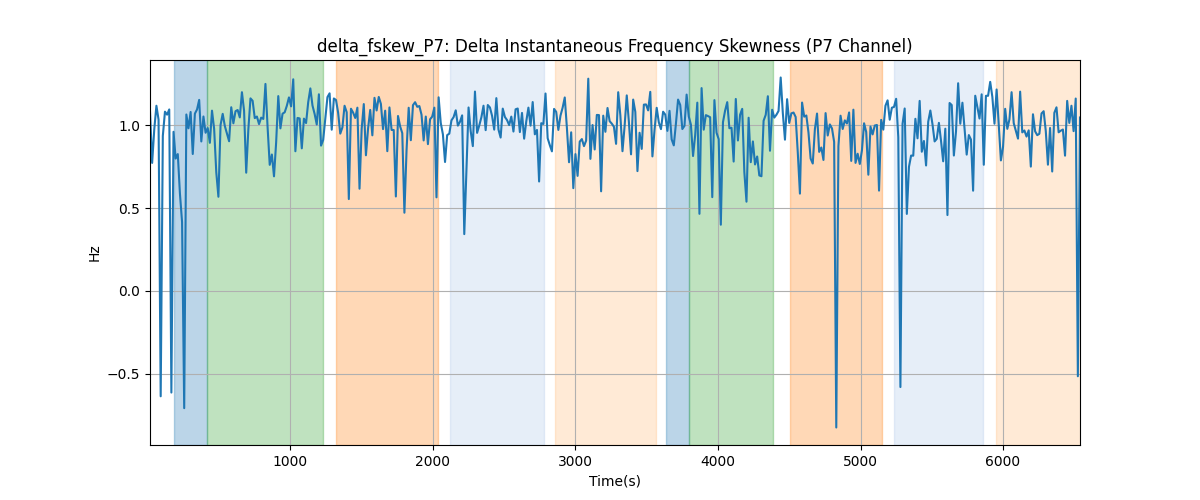 delta_fskew_P7: Delta Instantaneous Frequency Skewness (P7 Channel)
1.0
0.5
0.0
−0.5
Hz
1000 2000 3000 4000 5000 6000
Time(s)